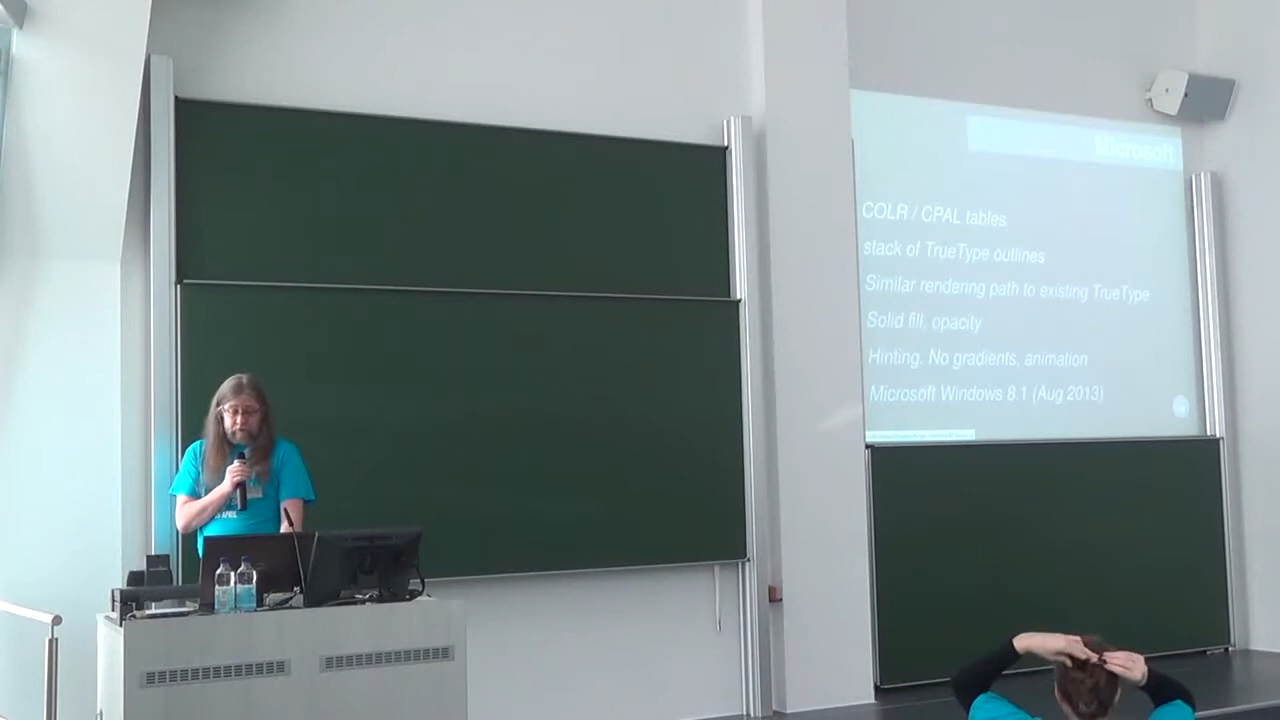 Microsoft
COLR / CPAL tables
stack of TrueType outlines
Similar rendering path to existing TrueType
Solid fill, opacity
Hinting. No gradients, animation
Microsoft Windows 8.1 (Aug 2013)
APRIL